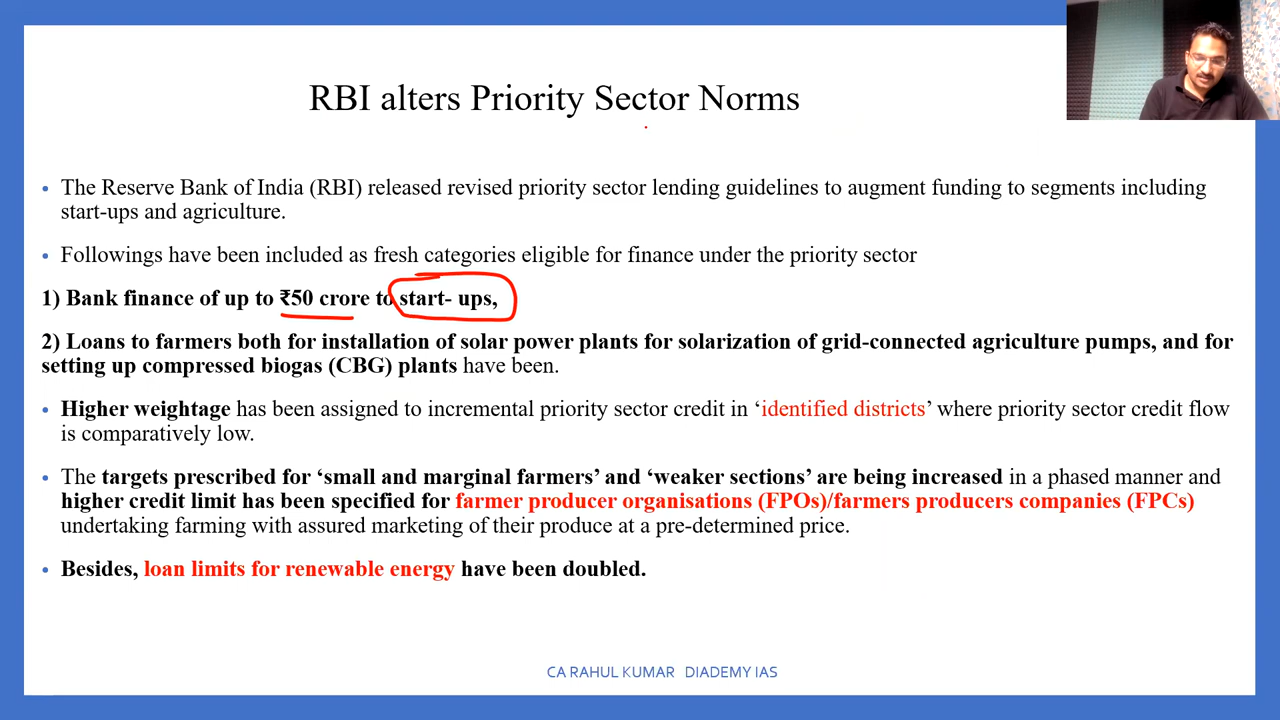 RBI alters Priority Sector Norms
• The Reserve Bank of India (RBI) released revised priority sector lending guidelines to augment funding to segments including
start-ups and agriculture.
• Followings have been included as fresh categories eligible for finance under the priority sector
1) Bank finance of up to ₹50 crore to start- ups,
2) Loans to farmers both for installation of solar power plants for solarization of grid-connected agriculture pumps, and for
setting up compressed biogas (CBG) plants have been.
• Higher weightage has been assigned to incremental priority sector credit in ‘identified districts’ where priority sector credit flow
is comparatively low.
• The targets prescribed for ‘small and marginal farmers’ and ‘weaker sections’ are being increased in a phased manner and
higher credit limit has been specified for farmer producer organisations (FPOs)/farmers producers companies (FPCs)
undertaking farming with assured marketing of their produce at a pre-determined price.
• Besides, loan limits for renewable energy have been doubled.
CA RAHUL KUMAR DIADEMY IAS